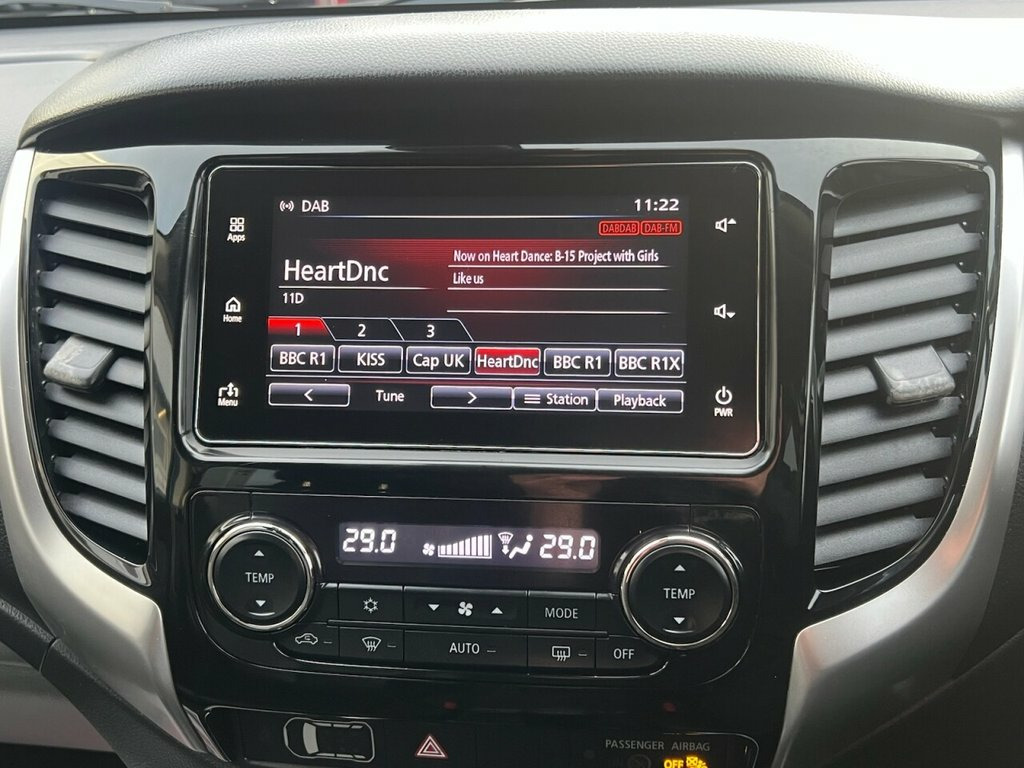 DAB 11:22
DABDAB DAB-FM
Apps
Now on Heart Dance: B-15 Project with Girls
HeartDnc
Like us
11D
Home
1 2 3
BBC R1 KISS Cap UK HeartDnc BBC R1 BBC R1X
Menu
< Tune > Station Playback
PWR
29.0 29.0
TEMP
TEMP
MODE
AUTO
OFF
PASSENGER AIRBAG
OFF